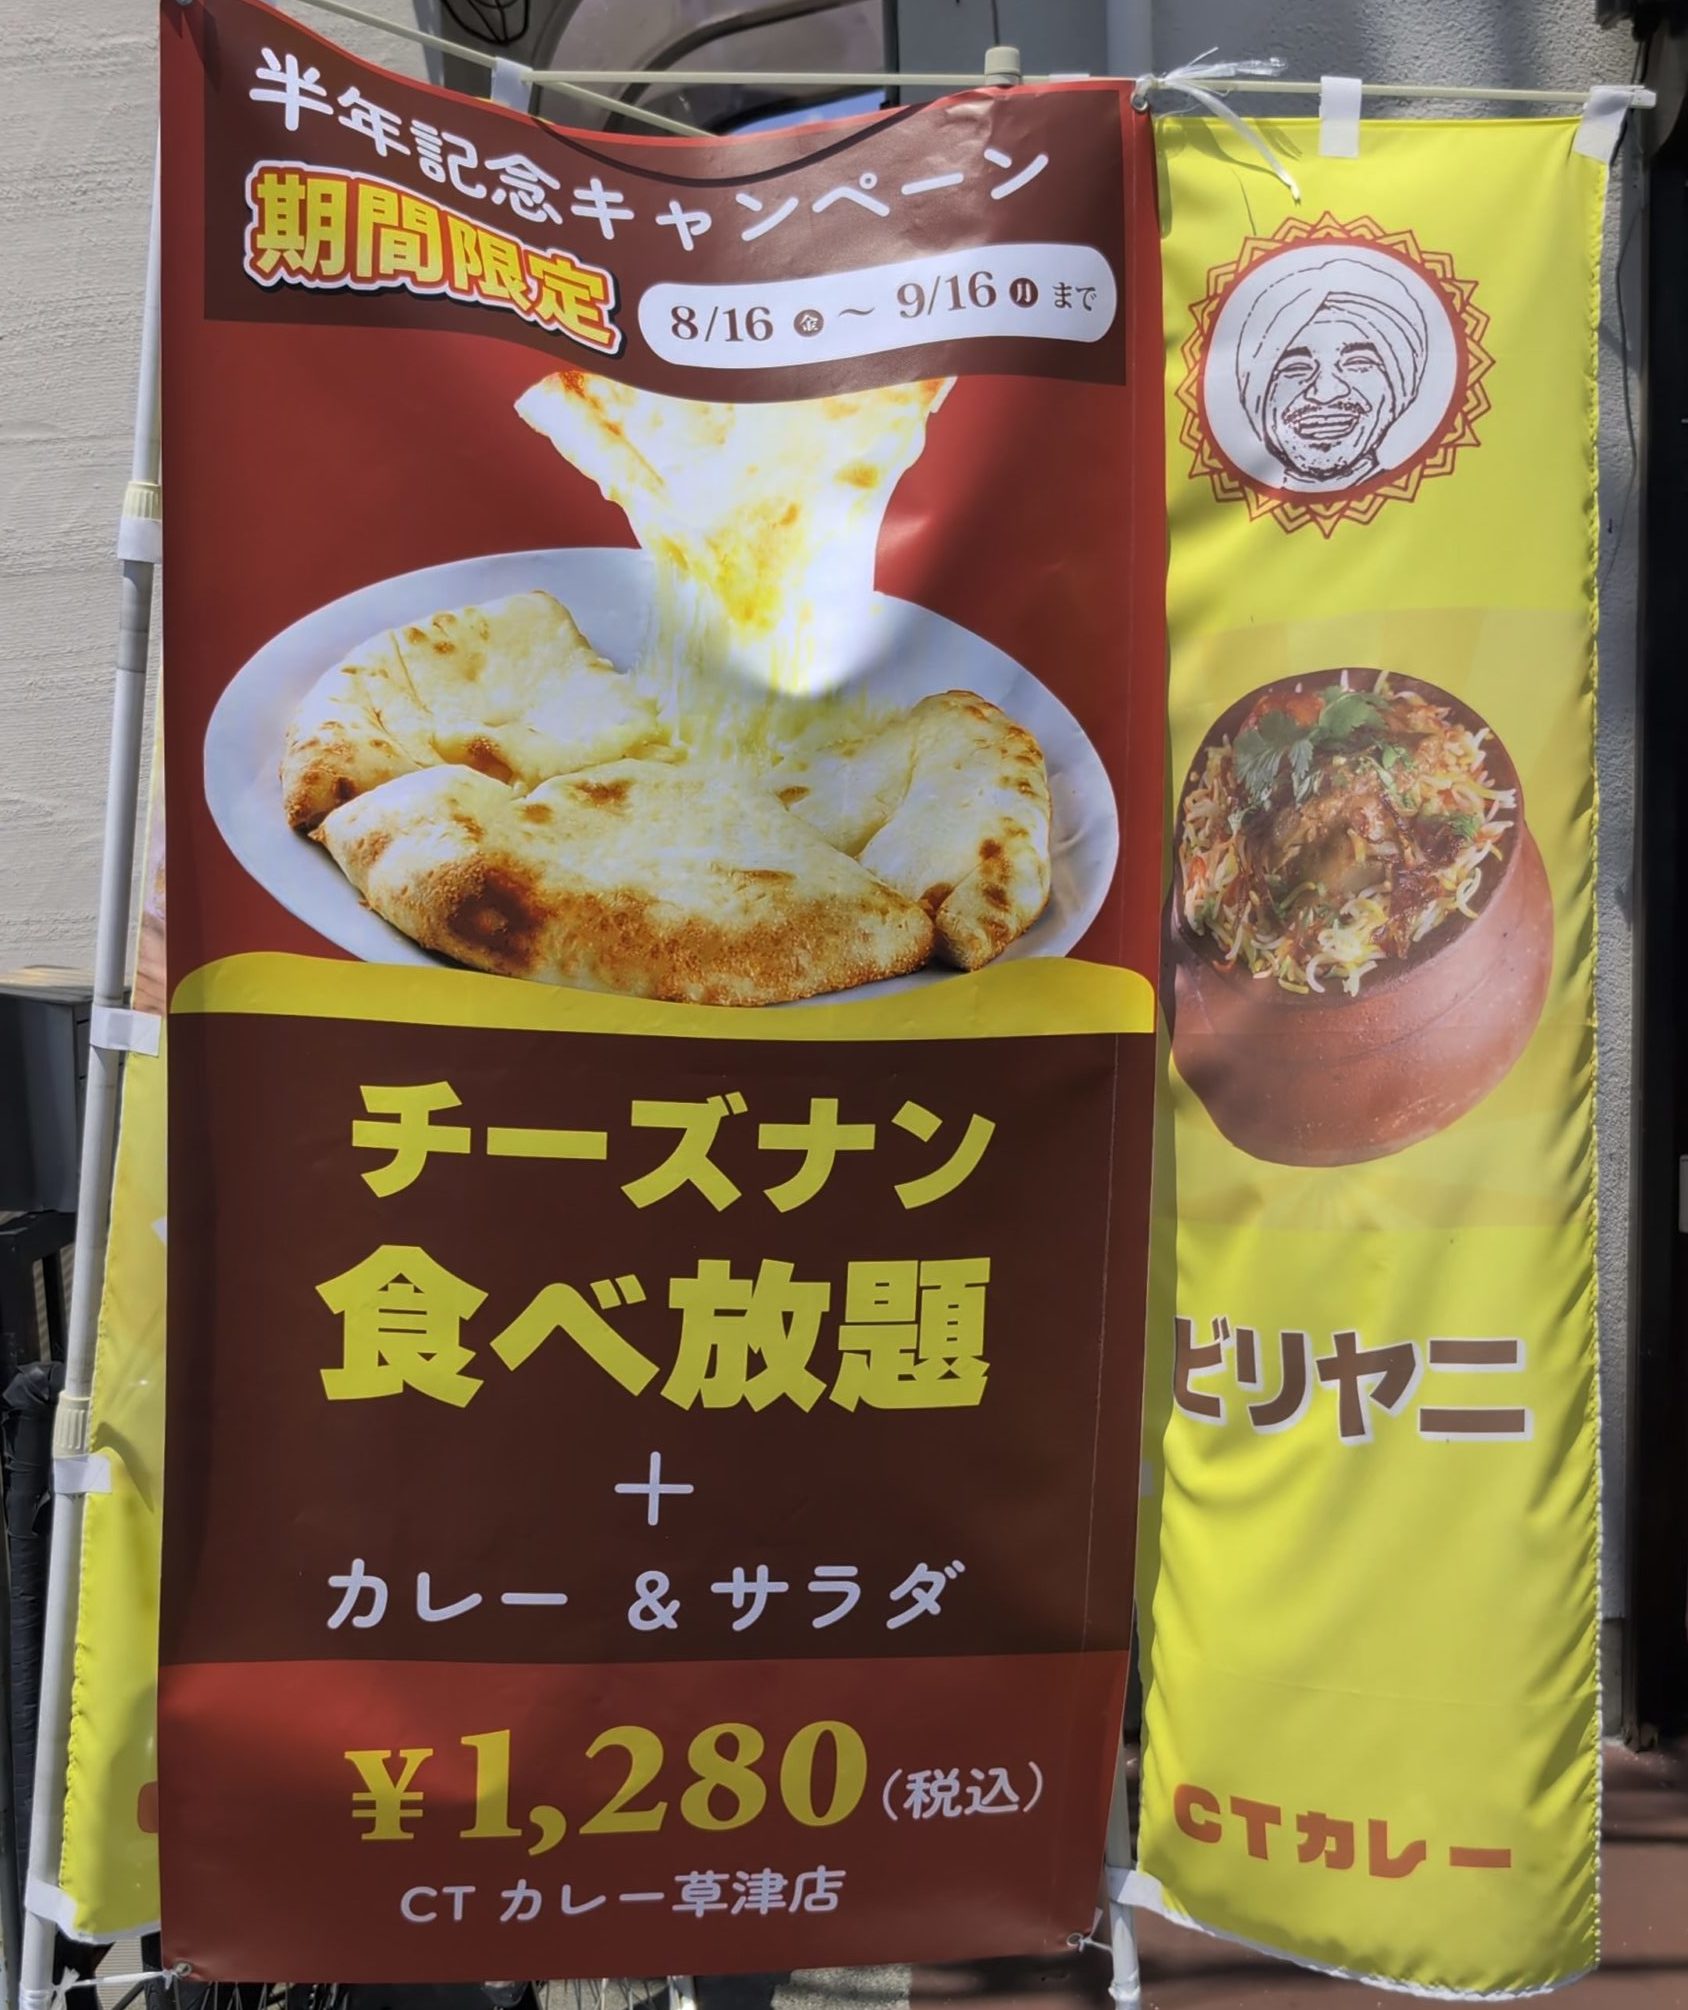 半年記念キャンペーン
期間限定
8/16 金 ～ 9/16 月 まで
チーズナン
食べ放題
+
カレー & サラダ
¥1,280(税込)
CT カレー草津店
ビリヤニ
CTカレー